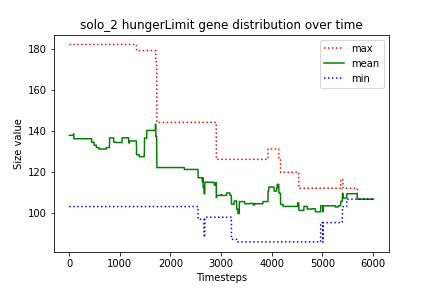 solo_2 hungerLimit gene distribution over time
max
mean
min
Size value
180
160
140
120
100
0
1000
2000
3000
4000
5000
6000
Timesteps